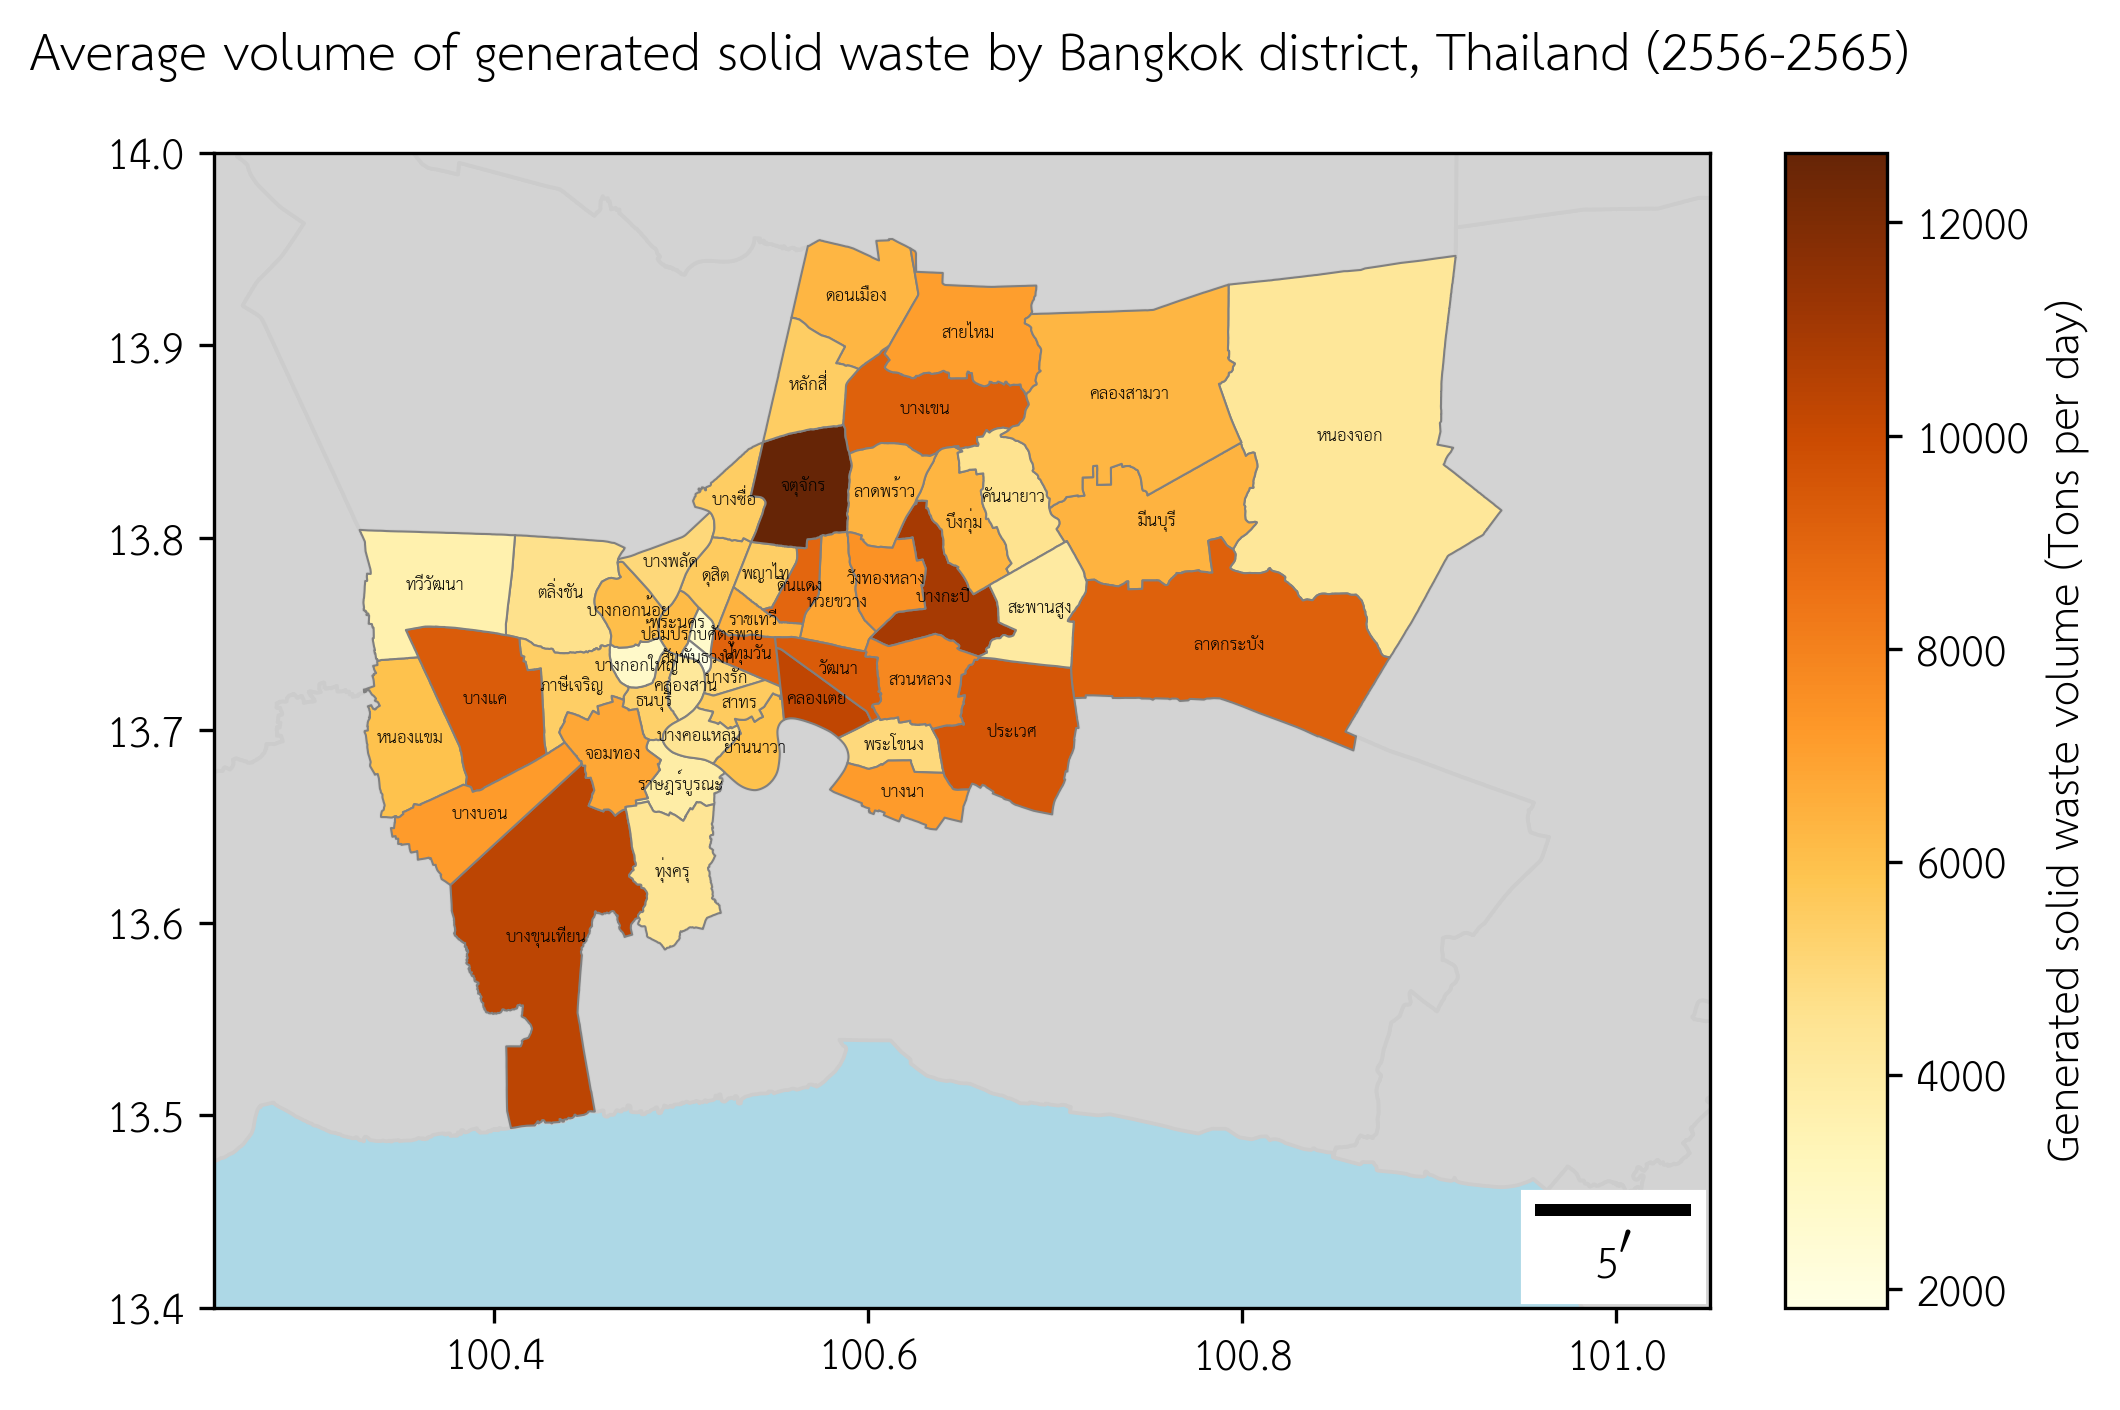 Average volume of generated solid waste by Bangkok district, Thailand (2556-2565)
14.0
13.9
13.8
13.7
13.6
13.5
13.4
100.4
100.6
100.8
101.0
ดอนเมือง
สายไหม
หลักสี่
บางเขน
คลองสามวา
หนองจอก
จตุจักร
บางซื่อ
ลาดพร้าว
คันนายาว
บึงกุ่ม
มีนบุรี
ทวีวัฒนา
ตลิ่งชัน
บางพลัด
ดุสิต
พญาไท
ดินแดง
วังทองหลาง
ห้วยขวาง
บางกะปิ
สะพานสูง
บางกอกน้อย
พระนคร
ราชเทวี
ป้อมปราบศัตรูพ่าย
ลาดกระบัง
บางกอกใหญ่
สัมพันธวงศ์
ปทุมวัน
วัฒนา
สวนหลวง
ภาษีเจริญ
คลองสาน
บางรัก
บางแค
ธนบุรี
สาทร
คลองเตย
ประเวศ
หนองแขม
จอมทอง
บางคอแหลม
ยานนาวา
พระโขนง
ราษฎร์บูรณะ
บางนา
บางบอน
ทุ่งครุ
บางขุนเทียน
5′
12000
10000
8000
6000
4000
2000
Generated solid waste volume (Tons per day)